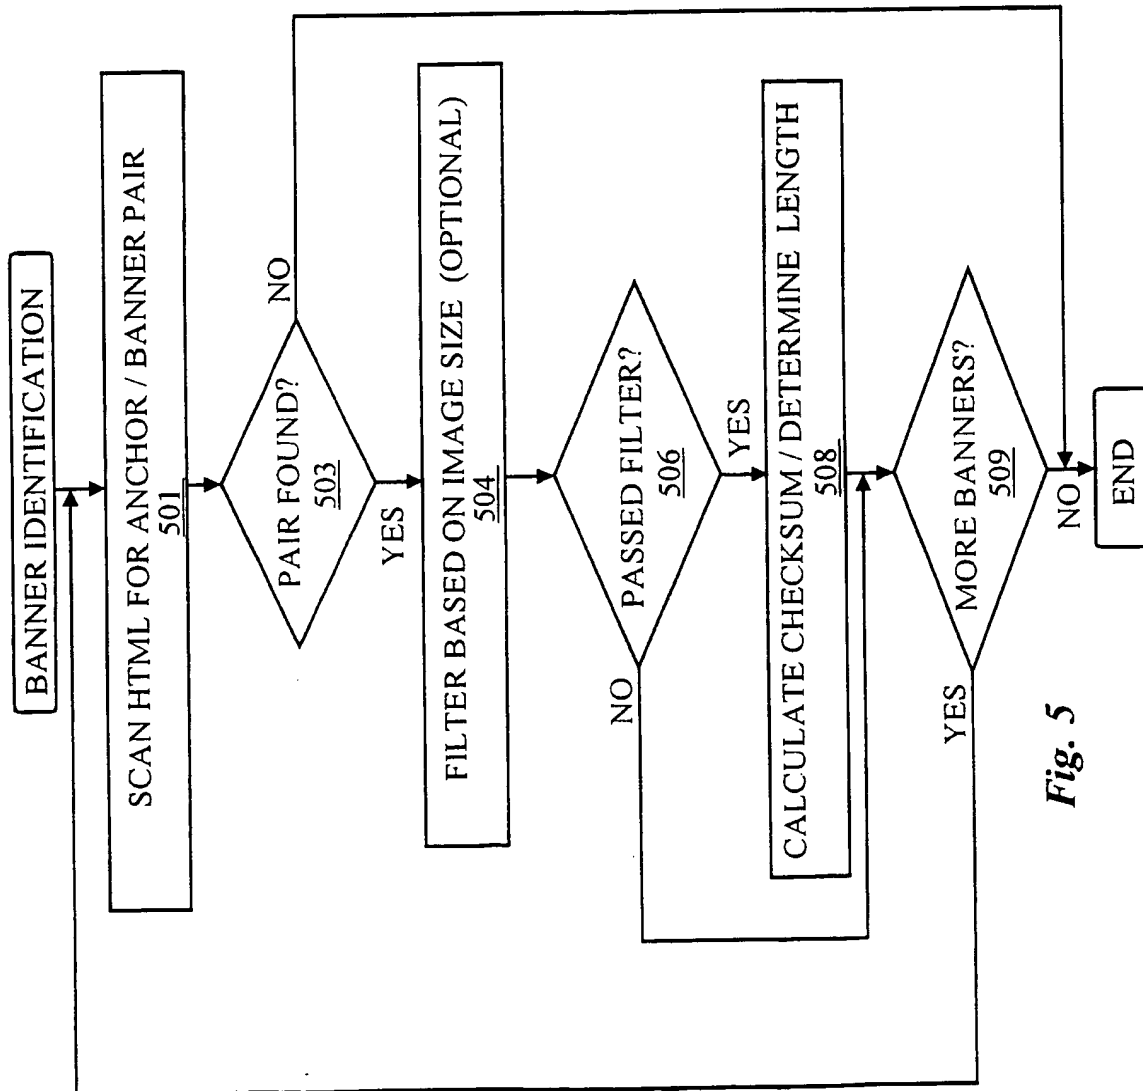 BANNER IDENTIFICATION
SCAN HTML FOR ANCHOR / BANNER PAIR
501
PAIR FOUND?
503
NO
YES
FILTER BASED ON IMAGE SIZE (OPTIONAL)
504
PASSED FILTER?
506
NO
YES
CALCULATE CHECKSUM / DETERMINE LENGTH
508
MORE BANNERS?
509
YES
NO
END
Fig. 5